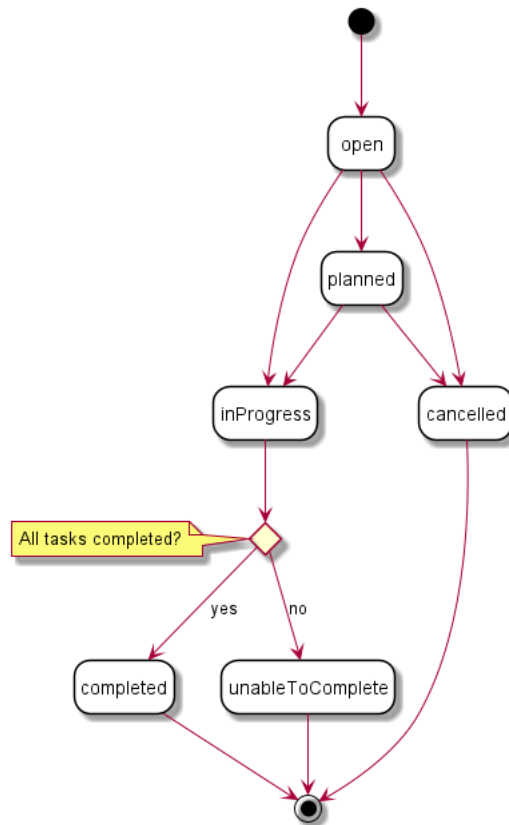 open
planned
inProgress
cancelled
All tasks completed?
yes
no
completed
unableToComplete